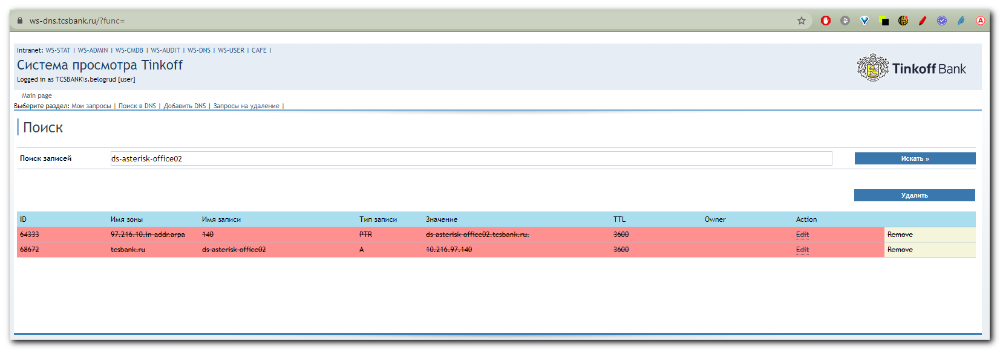 ws-dns.tcsbank.ru/?func=
Intranet: WS-STAT | WS-ADMIN | WS-CMDB | WS-AUDIT | WS-DNS | WS-USER | CAFE |
Система просмотра Tinkoff
Logged in as TCSBANK\s.belogrud [user]
Tinkoff Bank
Main page
Выберите раздел: Мои запросы | Поиск в DNS | Добавить DNS | Запросы на удаление |
Поиск
Поиск записей ds-asterisk-office02 Искать »
Удалить
ID Имя зоны Имя записи Тип записи Значение TTL Owner Action
64333 97.216.10.in-addr.arpa 140 PTR ds-asterisk-office02.tcsbank.ru. 3600 Edit Remove
68672 tcsbank.ru ds-asterisk-office02 A 10.216.97.140 3600 Edit Remove